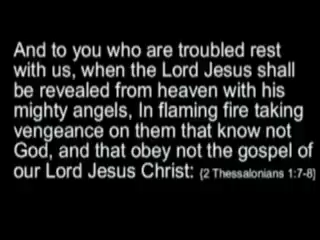 And to you who are troubled rest
with us, when the Lord Jesus shall
be revealed from heaven with his
mighty angels, In flaming fire taking
vengeance on them that know not
God, and that obey not the gospel of
our Lord Jesus Christ: {2 Thessalonians 1:7-8}